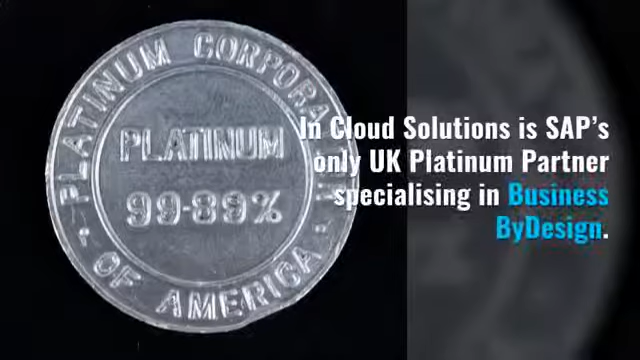 PLATINUM CORPORATI
PLATINUM
99-89%
OF AMERICA
In Cloud Solutions is SAP's
only UK Platinum Partner
specialising in Business
ByDesign.